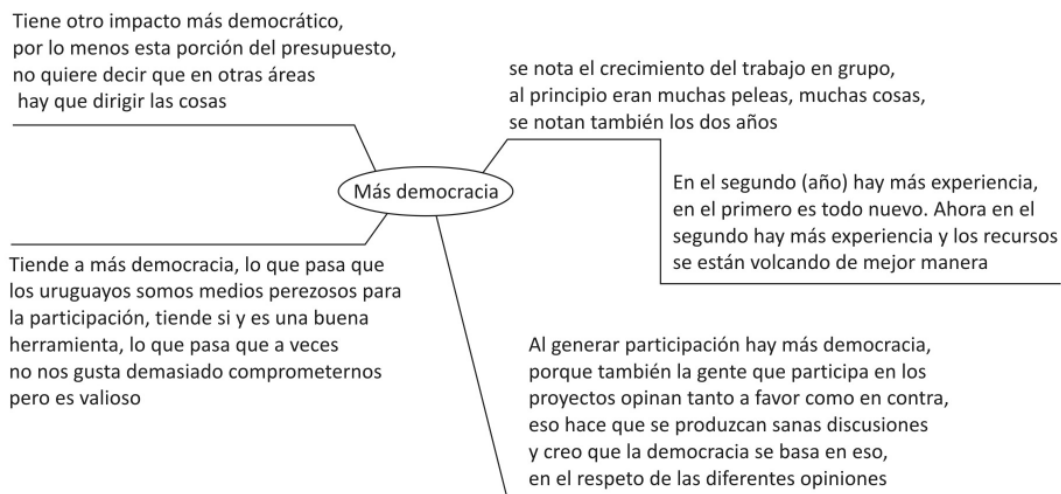 Tiene otro impacto más democrático,
por lo menos esta porción del presupuesto,
no quiere decir que en otras áreas
hay que dirigir las cosas
se nota el crecimiento del trabajo en grupo,
al principio eran muchas peleas, muchas cosas,
se notan también los dos años
Más democracia
En el segundo (año) hay más experiencia,
en el primero es todo nuevo. Ahora en el
segundo hay más experiencia y los recursos
se están volcando de mejor manera
Tiende a más democracia, lo que pasa que
los uruguayos somos medios perezosos para
la participación, tiende si y es una buena
herramienta, lo que pasa que a veces
no nos gusta demasiado comprometernos
pero es valioso
Al generar participación hay más democracia,
porque también la gente que participa en los
proyectos opinan tanto a favor como en contra,
eso hace que se produzcan sanas discusiones
y creo que la democracia se basa en eso,
en el respeto de las diferentes opiniones